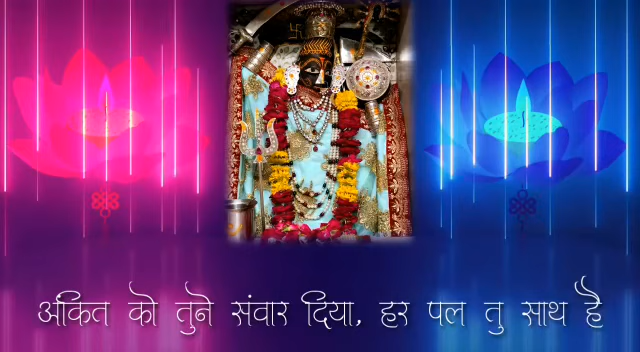 अंकित को तुने संवार दिया, हर पल तु साथ है